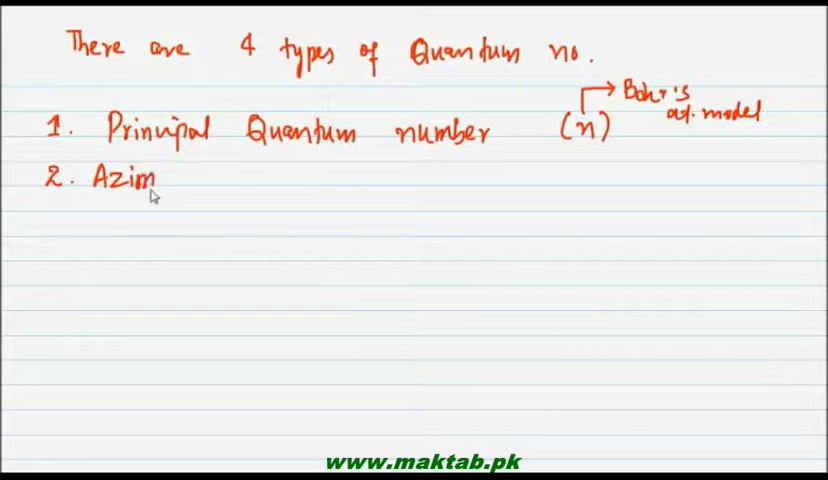 There are 4 types of Quantum no.
1. Principal Quantum number (n) → Bohr's
at. model
2. Azim
www.maktab.pk